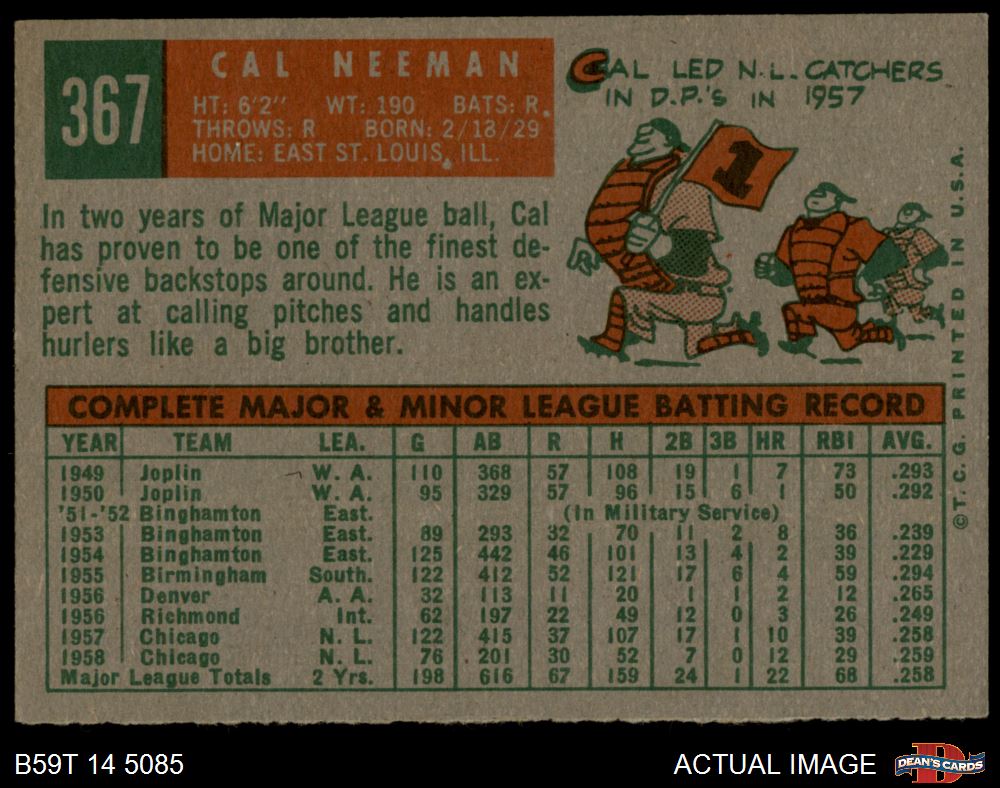 367
CAL NEEMAN
HT: 6'2" WT: 190 BATS: R.
THROWS: R BORN: 2/18/29
HOME: EAST ST. LOUIS, ILL.
CAL LED N.L. CATCHERS
IN D.P.'S IN 1957
1
In two years of Major League ball, Cal
has proven to be one of the finest de-
fensive backstops around. He is an ex-
pert at calling pitches and handles
hurlers like a big brother.
COMPLETE MAJOR & MINOR LEAGUE BATTING RECORD
YEAR TEAM LEA. G AB R H 2B 3B HR RBI AVG.
1949 Joplin W. A. 110 368 57 108 19 1 7 73 .293
1950 Joplin W. A. 95 329 57 96 15 6 1 50 .292
'51-'52 Binghamton East. (In Military Service)
1953 Binghamton East. 89 293 32 70 11 2 8 36 .239
1954 Binghamton East. 125 442 46 101 13 4 2 39 .229
1955 Birmingham South. 122 412 52 121 17 6 4 59 .294
1956 Denver A. A. 32 113 11 20 1 1 2 12 .265
1956 Richmond Int. 62 197 22 49 12 0 3 26 .249
1957 Chicago N. L. 122 415 37 107 17 1 10 39 .258
1958 Chicago N. L. 76 201 30 52 7 0 12 29 .259
Major League Totals 2 Yrs. 198 616 67 159 24 1 22 68 .258
©T.C.G. PRINTED IN U.S.A.
B59T 14 5085
ACTUAL IMAGE
DEAN'S CARDS